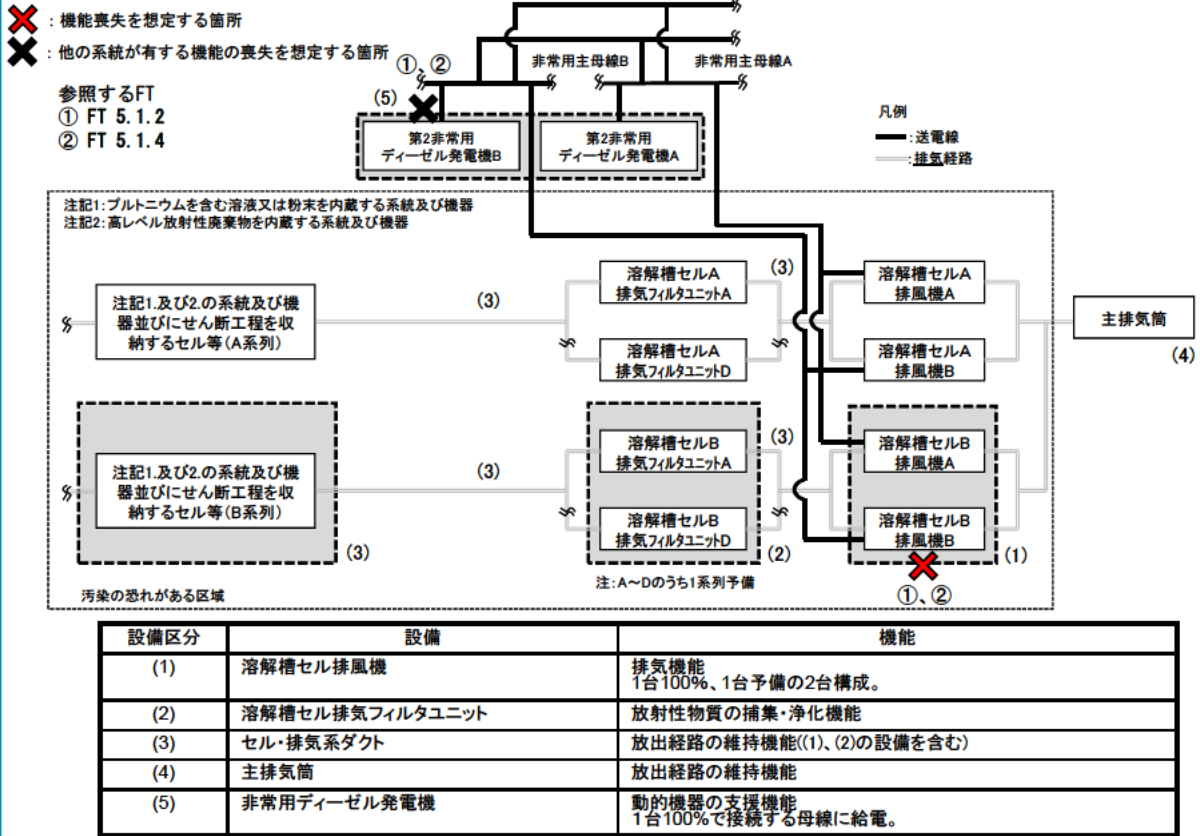 ：機能喪失を想定する箇所
：他の系統が有する機能の喪失を想定する箇所
①、②
参照するFT
① FT 5.1.2
② FT 5.1.4
非常用主母線B
非常用主母線A
(5)
第2非常用
ディーゼル発電機B
第2非常用
ディーゼル発電機A
凡例
：送電線
：排気経路
注記1：プルトニウムを含む溶液又は粉末を内蔵する系統及び機器
注記2：高レベル放射性廃棄物を内蔵する系統及び機器
注記1.及び2.の系統及び機
器並びにせん断工程を収
納するセル等(A系列)
(3)
溶解槽セルA
排気フィルタユニットA
(3)
溶解槽セルA
排風機A
溶解槽セルA
排気フィルタユニットD
溶解槽セルA
排風機B
主排気筒
(4)
注記1.及び2.の系統及び機
器並びにせん断工程を収
納するセル等(B系列)
(3)
(3)
溶解槽セルB
排気フィルタユニットA
(3)
溶解槽セルB
排風機A
溶解槽セルB
排気フィルタユニットD
(2)
溶解槽セルB
排風機B
(1)
①、②
注：A～Dのうち1系列予備
汚染の恐れがある区域
設備区分 設備 機能
(1) 溶解槽セル排風機 排気機能
1台100%、1台予備の2台構成。
(2) 溶解槽セル排気フィルタユニット 放射性物質の捕集・浄化機能
(3) セル・排気系ダクト 放出経路の維持機能((1)、(2)の設備を含む)
(4) 主排気筒 放出経路の維持機能
(5) 非常用ディーゼル発電機 動的機器の支援機能
1台100%で接続する母線に給電。